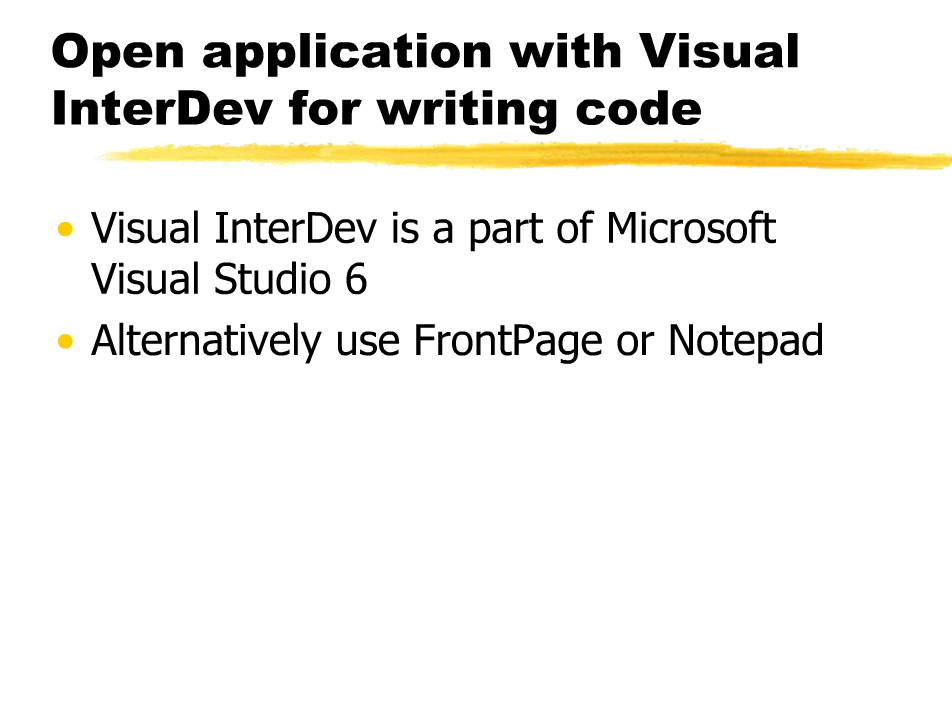 Open application with Visual
InterDev for writing code
• Visual InterDev is a part of Microsoft
Visual Studio 6
• Alternatively use FrontPage or Notepad